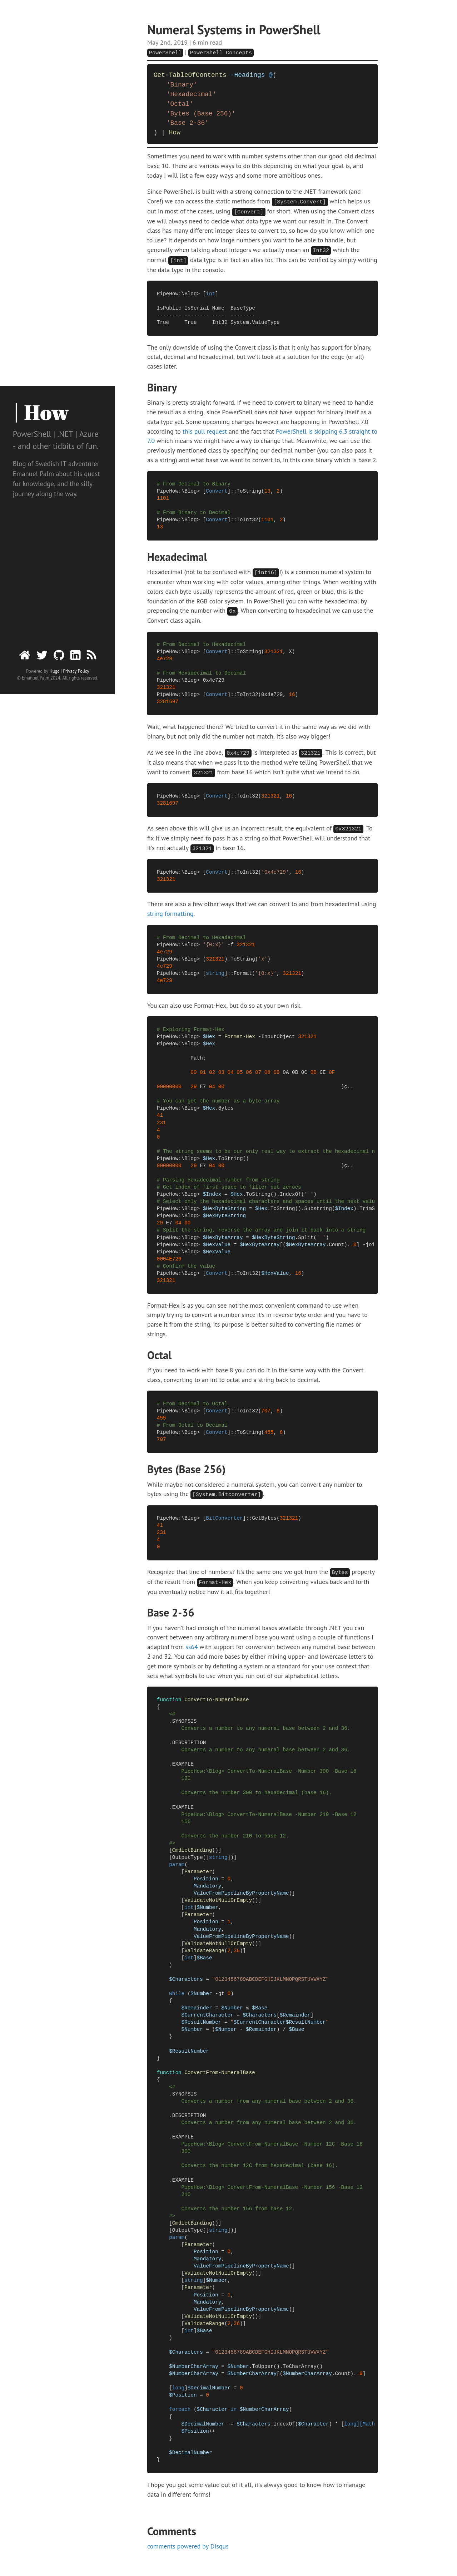 Numeral Systems in PowerShell
May 2nd, 2019 | 6 min read
PowerShell | PowerShell Concepts
Get-TableOfContents -Headings @(
'Binary'
'Hexadecimal'
'Octal'
'Bytes (Base 256)'
'Base 2-36'
) | How
Sometimes you need to work with number systems other than our good old decimal
base 10. There are various ways to do this depending on what your goal is, and
today I will list a few easy ways and some more ambitious ones.
Since PowerShell is built with a strong connection to the .NET framework (and
Core!) we can access the static methods from [System.Convert] which helps us
out in most of the cases, using [Convert] for short. When using the Convert class
we will always need to decide what data type we want our result in. The Convert
class has many different integer sizes to convert to, so how do you know which one
to use? It depends on how large numbers you want to be able to handle, but
generally when talking about integers we actually mean an Int32 which the
normal [int] data type is in fact an alias for. This can be verified by simply writing
the data type in the console.
PipeHow:\Blog> [int]
IsPublic IsSerial Name  BaseType
-------- -------- ----  --------
True     True     Int32 System.ValueType
The only downside of using the Convert class is that it only has support for binary,
octal, decimal and hexadecimal, but we'll look at a solution for the edge (or all)
cases later.
| How
PowerShell | .NET | Azure
- and other tidbits of fun.
Blog of Swedish IT adventurer
Emanuel Palm about his quest
for knowledge, and the silly
journey along the way.
Powered by Hugo | Privacy Policy
© Emanuel Palm 2024. All rights reserved.
Binary
Binary is pretty straight forward. If we need to convert to binary we need to handle
the result as a string, since PowerShell does not have support for binary itself as a
data type yet. Some upcoming changes however are happening in PowerShell 7.0
according to this pull request and the fact that PowerShell is skipping 6.3 straight to
7.0 which means we might have a way to change that. Meanwhile, we can use the
previously mentioned class by specifying our decimal number (you can also pass it
as a string) and what base we want to convert to, in this case binary which is base 2.
# From Decimal to Binary
PipeHow:\Blog> [Convert]::ToString(13, 2)
1101
# From Binary to Decimal
PipeHow:\Blog> [Convert]::ToInt32(1101, 2)
13
Hexadecimal
Hexadecimal (not to be confused with [int16]!) is a common numeral system to
encounter when working with color values, among other things. When working with
colors each byte usually represents the amount of red, green or blue, this is the
foundation of the RGB color system. In PowerShell you can write hexadecimal by
prepending the number with 0x. When converting to hexadecimal we can use the
Convert class again.
# From Decimal to Hexadecimal
PipeHow:\Blog> [Convert]::ToString(321321, X)
4e729
# From Hexadecimal to Decimal
PipeHow:\Blog> 0x4e729
321321
PipeHow:\Blog> [Convert]::ToInt32(0x4e729, 16)
3281697
Wait, what happened there? We tried to convert it in the same way as we did with
binary, but not only did the number not match, it's also way bigger!
As we see in the line above, 0x4e729 is interpreted as 321321. This is correct, but
it also means that when we pass it to the method we're telling PowerShell that we
want to convert 321321 from base 16 which isn't quite what we intend to do.
PipeHow:\Blog> [Convert]::ToInt32(321321, 16)
3281697
As seen above this will give us an incorrect result, the equivalent of 0x321321. To
fix it we simply need to pass it as a string so that PowerShell will understand that
it's not actually 321321 in base 16.
PipeHow:\Blog> [Convert]::ToInt32('0x4e729', 16)
321321
There are also a few other ways that we can convert to and from hexadecimal using
string formatting.
# From Decimal to Hexadecimal
PipeHow:\Blog> '{0:x}' -f 321321
4e729
PipeHow:\Blog> (321321).ToString('x')
4e729
PipeHow:\Blog> [string]::Format('{0:x}', 321321)
4e729
You can also use Format-Hex, but do so at your own risk.
# Exploring Format-Hex
PipeHow:\Blog> $Hex = Format-Hex -InputObject 321321
PipeHow:\Blog> $Hex
Path:
00 01 02 03 04 05 06 07 08 09 0A 0B 0C 0D 0E 0F
00000000   29 E7 04 00                                      )ç..
# You can get the number as a byte array
PipeHow:\Blog> $Hex.Bytes
41
231
4
0
# The string seems to be our only real way to extract the hexadecimal n
PipeHow:\Blog> $Hex.ToString()
00000000   29 E7 04 00                                      )ç..
# Parsing Hexadecimal number from string
# Get index of first space to filter out zeroes
PipeHow:\Blog> $Index = $Hex.ToString().IndexOf(' ')
# Select only the hexadecimal characters and spaces until the next valu
PipeHow:\Blog> $HexByteString = $Hex.ToString().Substring($Index).TrimS
PipeHow:\Blog> $HexByteString
29 E7 04 00
# Split the string, reverse the array and join it back into a string
PipeHow:\Blog> $HexByteArray = $HexByteString.Split(' ')
PipeHow:\Blog> $HexValue = $HexByteArray[($HexByteArray.Count)..0] -joi
PipeHow:\Blog> $HexValue
0004E729
# Confirm the value
PipeHow:\Blog> [Convert]::ToInt32($HexValue, 16)
321321
Format-Hex is as you can see not the most convenient command to use when
simply trying to convert a number since it's in reverse byte order and you have to
parse it from the string, its purpose is better suited to converting file names or
strings.
Octal
If you need to work with base 8 you can do it in the same way with the Convert
class, converting to an int to octal and a string back to decimal.
# From Decimal to Octal
PipeHow:\Blog> [Convert]::ToInt32(707, 8)
455
# From Octal to Decimal
PipeHow:\Blog> [Convert]::ToString(455, 8)
707
Bytes (Base 256)
While maybe not considered a numeral system, you can convert any number to
bytes using the [System.Bitconverter].
PipeHow:\Blog> [BitConverter]::GetBytes(321321)
41
231
4
0
Recognize that line of numbers? It's the same one we got from the Bytes property
of the result from Format-Hex. When you keep converting values back and forth
you eventually notice how it all fits together!
Base 2-36
If you haven't had enough of the numeral bases available through .NET you can
convert between any arbitrary numeral base you want using a couple of functions I
adapted from ss64 with support for conversion between any numeral base between
2 and 32. You can add more bases by either mixing upper- and lowercase letters to
get more symbols or by defining a system or a standard for your use context that
sets what symbols to use when you run out of our alphabetical letters.
function ConvertTo-NumeralBase
{
<#
.SYNOPSIS
Converts a number to any numeral base between 2 and 36.
.DESCRIPTION
Converts a number to any numeral base between 2 and 36.
.EXAMPLE
PipeHow:\Blog> ConvertTo-NumeralBase -Number 300 -Base 16
12C
Converts the number 300 to hexadecimal (base 16).
.EXAMPLE
PipeHow:\Blog> ConvertTo-NumeralBase -Number 210 -Base 12
156
Converts the number 210 to base 12.
#>
[CmdletBinding()]
[OutputType([string])]
param(
[Parameter(
Position = 0,
Mandatory,
ValueFromPipelineByPropertyName)]
[ValidateNotNullOrEmpty()]
[int]$Number,
[Parameter(
Position = 1,
Mandatory,
ValueFromPipelineByPropertyName)]
[ValidateNotNullOrEmpty()]
[ValidateRange(2,36)]
[int]$Base
)
$Characters = "0123456789ABCDEFGHIJKLMNOPQRSTUVWXYZ"
while ($Number -gt 0)
{
$Remainder = $Number % $Base
$CurrentCharacter = $Characters[$Remainder]
$ResultNumber = "$CurrentCharacter$ResultNumber"
$Number = ($Number - $Remainder) / $Base
}
$ResultNumber
}
function ConvertFrom-NumeralBase
{
<#
.SYNOPSIS
Converts a number from any numeral base between 2 and 36.
.DESCRIPTION
Converts a number from any numeral base between 2 and 36.
.EXAMPLE
PipeHow:\Blog> ConvertFrom-NumeralBase -Number 12C -Base 16
300
Converts the number 12C from hexadecimal (base 16).
.EXAMPLE
PipeHow:\Blog> ConvertFrom-NumeralBase -Number 156 -Base 12
210
Converts the number 156 from base 12.
#>
[CmdletBinding()]
[OutputType([string])]
param(
[Parameter(
Position = 0,
Mandatory,
ValueFromPipelineByPropertyName)]
[ValidateNotNullOrEmpty()]
[string]$Number,
[Parameter(
Position = 1,
Mandatory,
ValueFromPipelineByPropertyName)]
[ValidateNotNullOrEmpty()]
[ValidateRange(2,36)]
[int]$Base
)
$Characters = "0123456789ABCDEFGHIJKLMNOPQRSTUVWXYZ"
$NumberCharArray = $Number.ToUpper().ToCharArray()
$NumberCharArray = $NumberCharArray[($NumberCharArray.Count)..0]
[long]$DecimalNumber = 0
$Position = 0
foreach ($Character in $NumberCharArray)
{
$DecimalNumber += $Characters.IndexOf($Character) * [long][Math
$Position++
}
$DecimalNumber
}
I hope you got some value out of it all, it's always good to know how to manage
data in different forms!
Comments
comments powered by Disqus